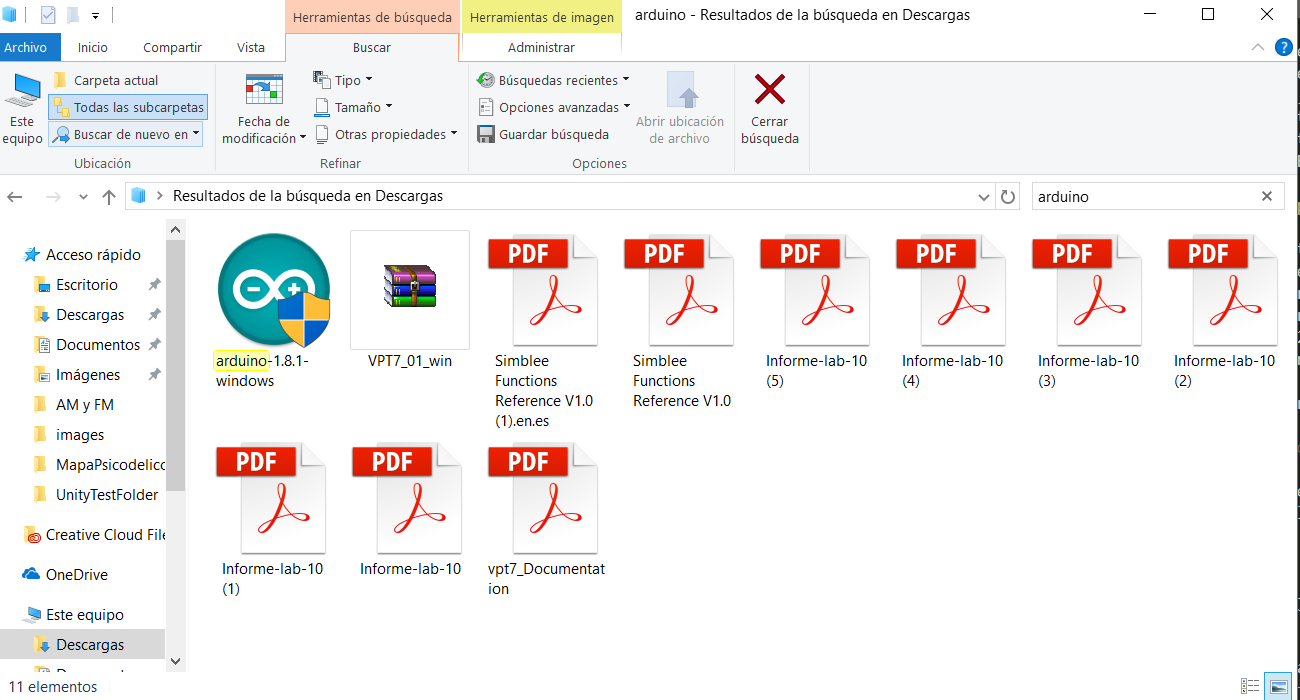 Herramientas de búsqueda
Herramientas de imagen
arduino - Resultados de la búsqueda en Descargas
Archivo
Inicio
Compartir
Vista
Buscar
Administrar
Este
equipo
Carpeta actual
Todas las subcarpetas
Buscar de nuevo en
Ubicación
Fecha de
modificación
Tipo
Tamaño
Otras propiedades
Refinar
Búsquedas recientes
Opciones avanzadas
Guardar búsqueda
Abrir ubicación
de archivo
Opciones
Cerrar
búsqueda
Resultados de la búsqueda en Descargas
arduino
Acceso rápido
Escritorio
Descargas
Documentos
Imágenes
AM y FM
images
MapaPsicodelico
UnityTestFolder
Creative Cloud File
OneDrive
Este equipo
Descargas
arduino-1.8.1-
windows
VPT7_01_win
PDF
Simblee
Functions
Reference V1.0
(1).en.es
PDF
Simblee
Functions
Reference V1.0
PDF
Informe-lab-10
(5)
PDF
Informe-lab-10
(4)
PDF
Informe-lab-10
(3)
PDF
Informe-lab-10
(2)
PDF
Informe-lab-10
(1)
PDF
Informe-lab-10
PDF
vpt7_Documentat
ion
11 elementos